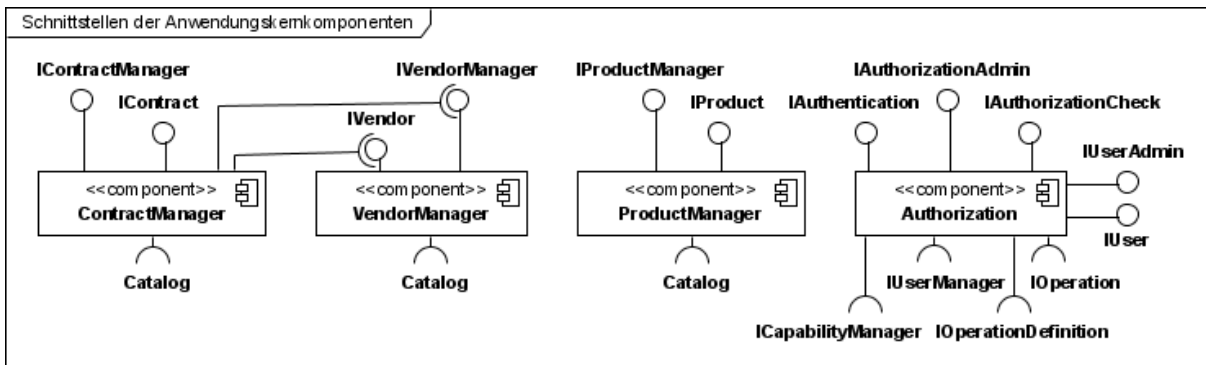 Schnittstellen der Anwendungskernkomponenten
IContractManager
IVendorManager
IProductManager
IAuthorizationAdmin
IContract
IVendor
IProduct
IAuthentication
IAuthorizationCheck
IUserAdmin
<<component>>
ContractManager
<<component>>
VendorManager
<<component>>
ProductManager
<<component>>
Authorization
IUser
Catalog
Catalog
Catalog
IUserManager
IOperation
ICapabilityManager
IOperationDefinition